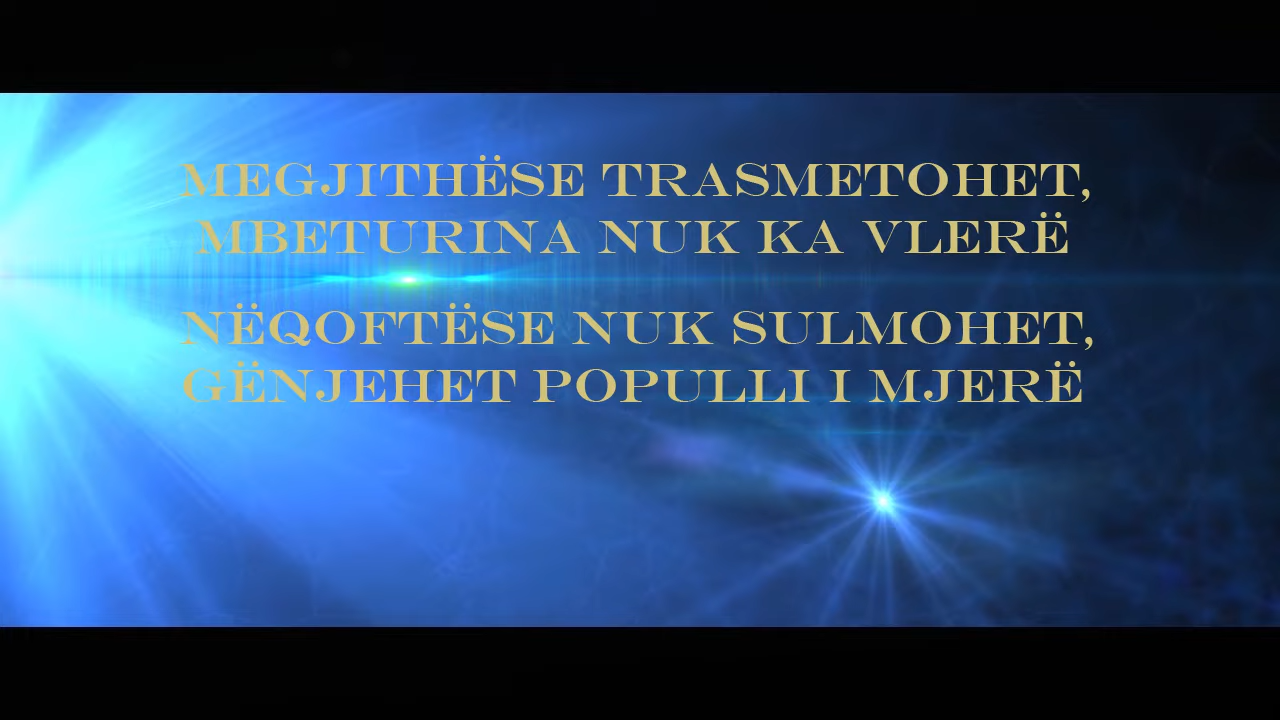 MEGJITHËSE TRASMETOHET,
MBETURINA NUK KA VLERË
NËQOFTËSE NUK SULMOHET,
GËNJEHET POPULLI I MJERË